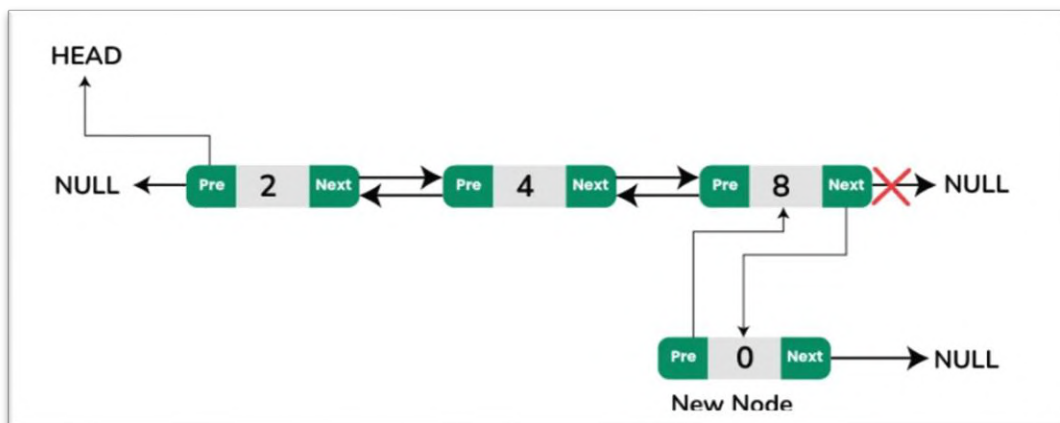 HEAD
NULL Pre 2 Next Pre 4 Next Pre 8 Next NULL
Pre 0 Next NULL
New Node